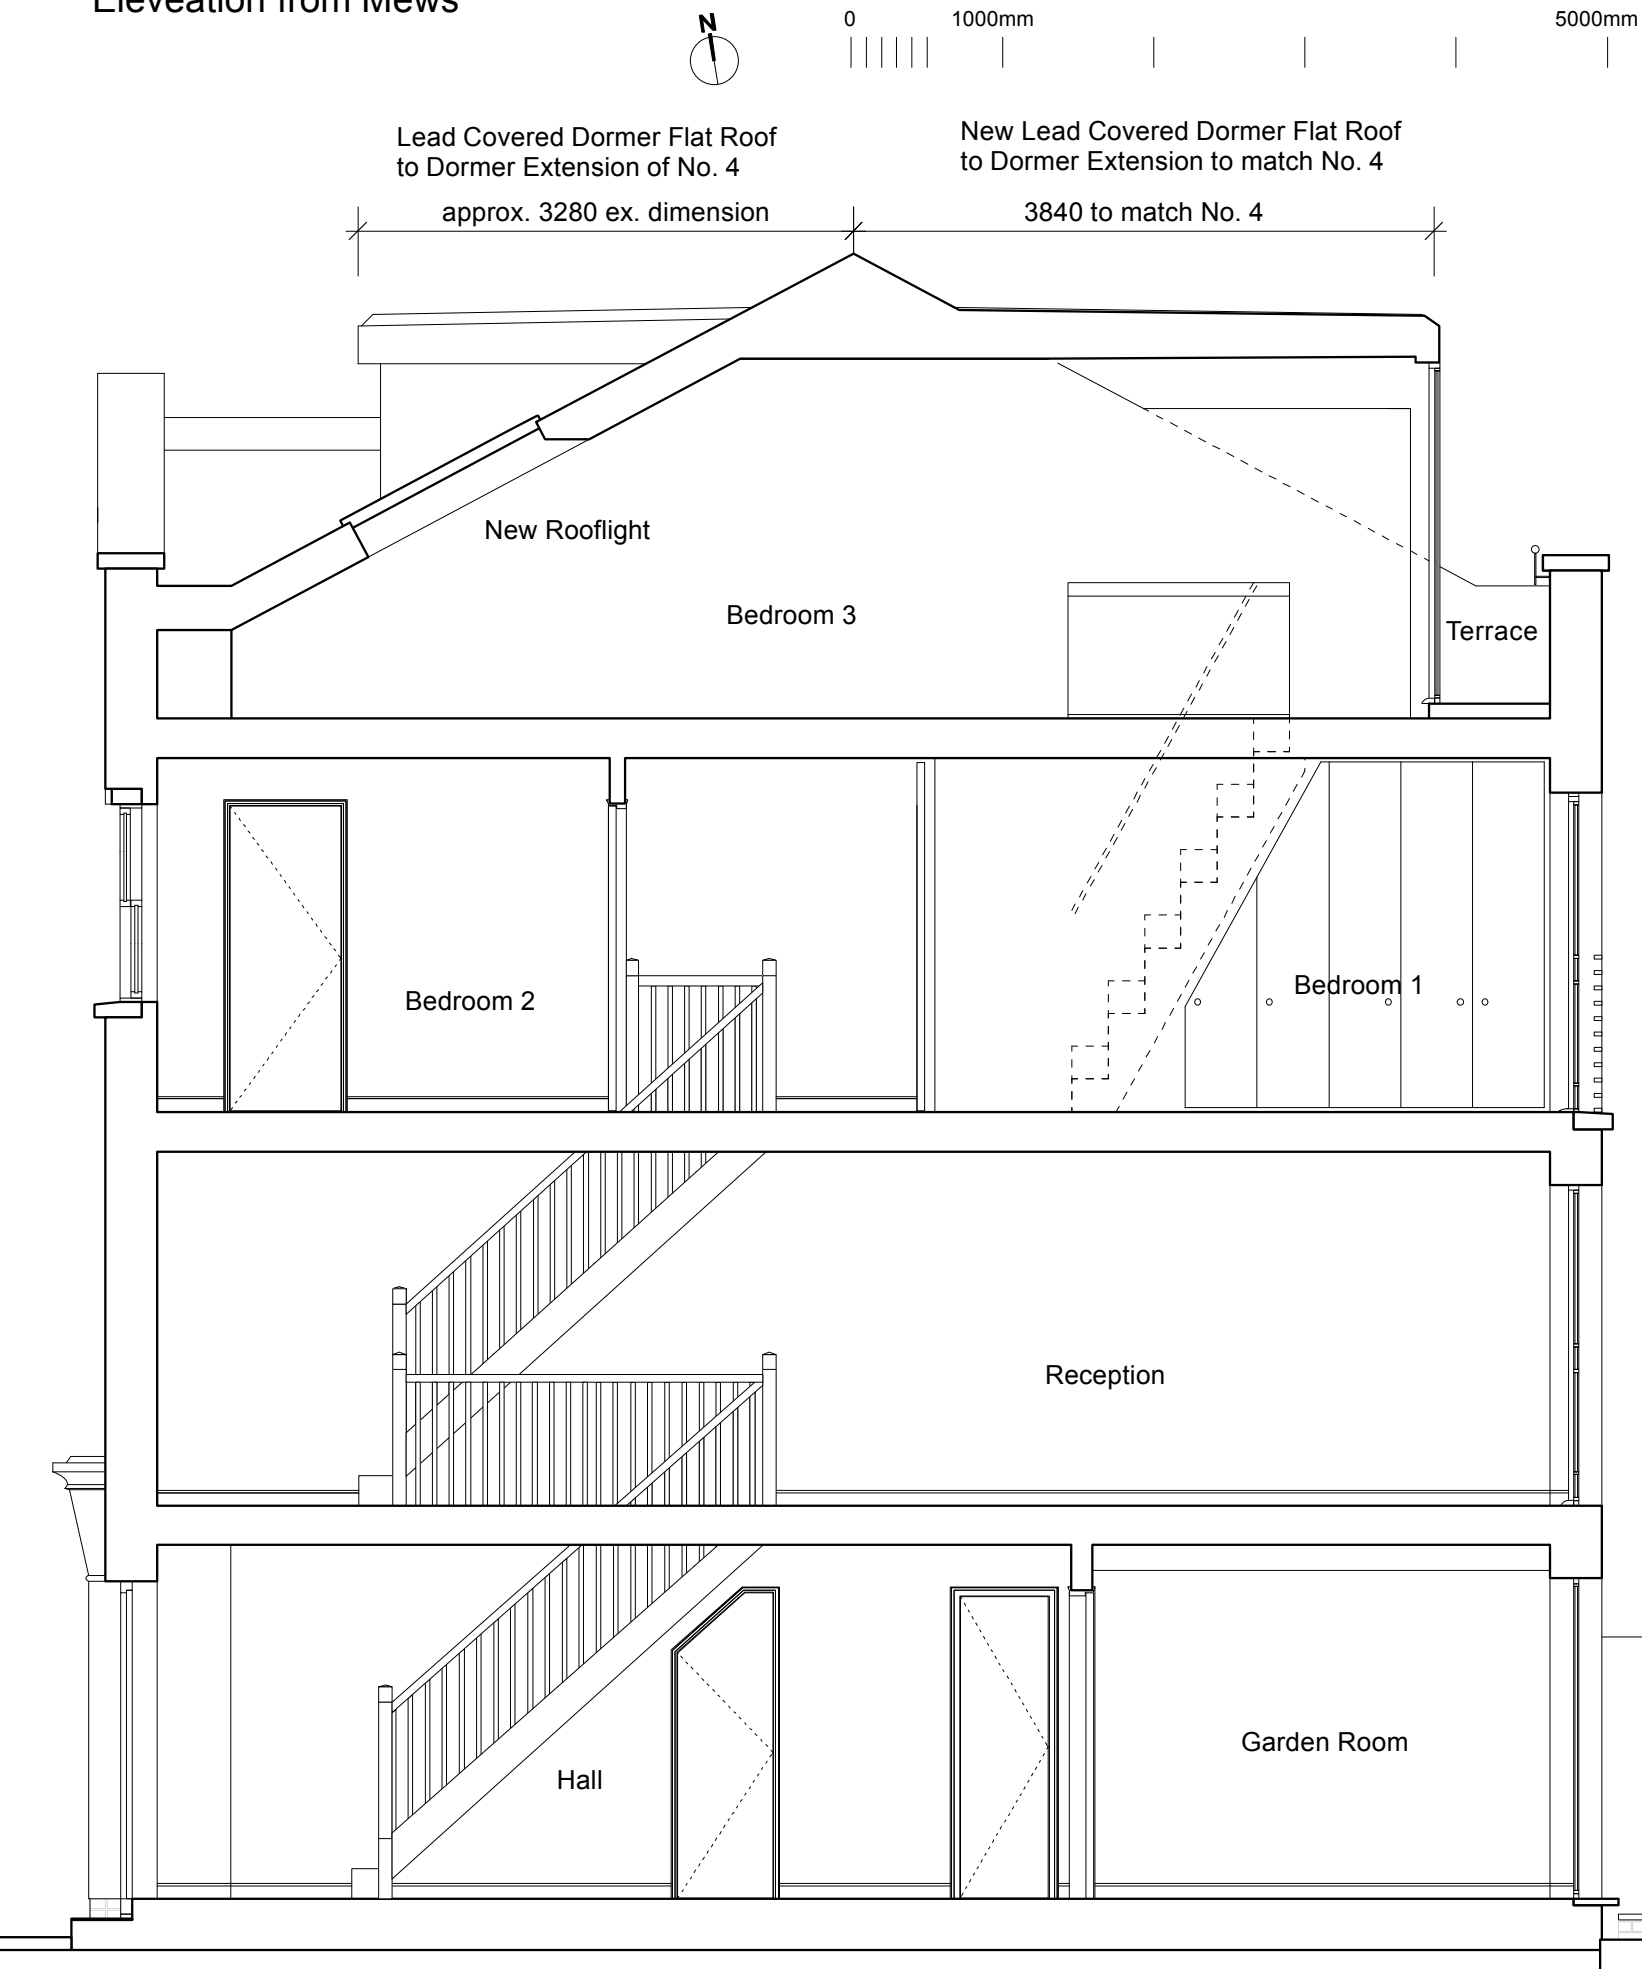 Eleveation from Mews
N
0 1000mm 5000mm
Lead Covered Dormer Flat Roof
to Dormer Extension of No. 4
New Lead Covered Dormer Flat Roof
to Dormer Extension to match No. 4
approx. 3280 ex. dimension
3840 to match No. 4
New Rooflight
Bedroom 3
Terrace
Bedroom 2
Bedroom 1
Reception
Garden Room
Hall